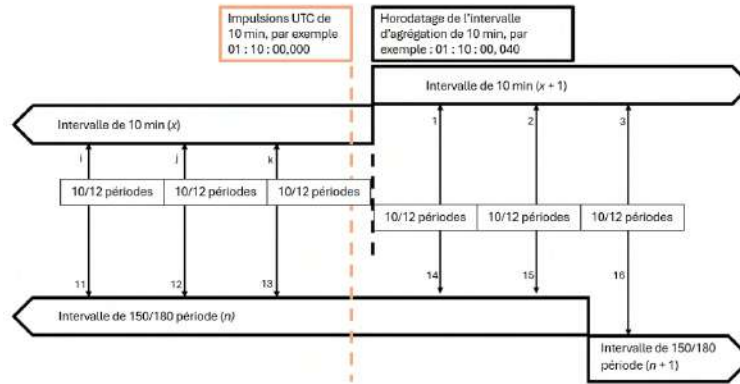 Impulsions UTC de
10 min, par exemple
01 : 10 : 00,000
Horodatage de l'intervalle
d'agrégation de 10 min, par
exemple : 01 : 10 : 00, 040
Intervalle de 10 min (x + 1)
Intervalle de 10 min (x)
1
2
3
i
j
k
10/12 périodes
10/12 périodes
10/12 périodes
10/12 périodes
10/12 périodes
10/12 périodes
11
12
13
14
15
16
Intervalle de 150/180 période (n)
Intervalle de 150/180
période (n + 1)